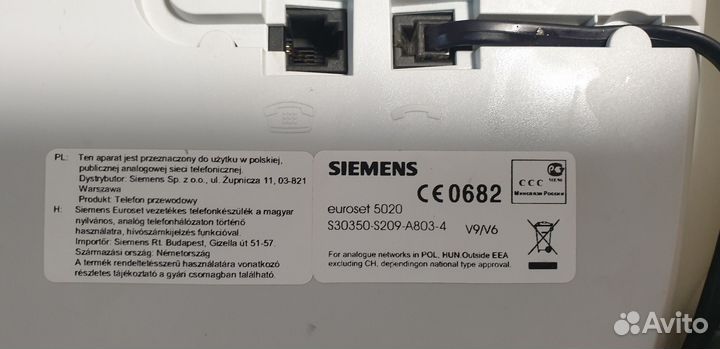 PL: Ten aparat jest przeznaczony do użytku w polskiej,
publicznej analogowej sieci telefonicznej.
Dystrybutor: Siemens Sp. z o.o., ul. Żupnicza 11, 03-821
Warszawa
Produkt: Telefon przewodowy
H: Siemens Euroset vezetékes telefonkészülék a magyar
nyilvános, analog telefonhálózaton történő
használatra, hívószámkijelzés funkcióval.
Importőr: Siemens Rt. Budapest, Gizella út 51-57.
Származási ország: Németország
A termék rendeltetésszerű használatára vonatkozó
részletes tájékoztató a gyári csomagban található.
SIEMENS
CE 0682
euroset 5020
S30350-S209-A803-4 V9/V6
For analogue networks in POL, HUN.Outside EEA
excluding CH, dependingon national type approval.
ССС
Минсвязи России
Avito